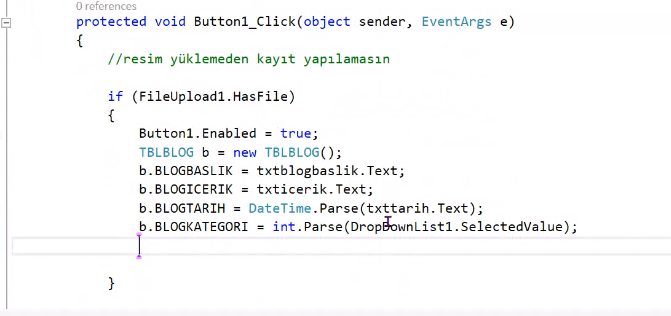 0 references
protected void Button1_Click(object sender, EventArgs e)
{
//resim yüklemeden kayıt yapılamasın
if (FileUpload1.HasFile)
{
Button1.Enabled = true;
TBLBLOG b = new TBLBLOG();
b.BLOGBASLIK = txtblogbaslik.Text;
b.BLOGICERIK = txticerik.Text;
b.BLOGTARIH = DateTime.Parse(txttarih.Text);
b.BLOGKATEGORI = int.Parse(DropDownList1.SelectedValue);
}